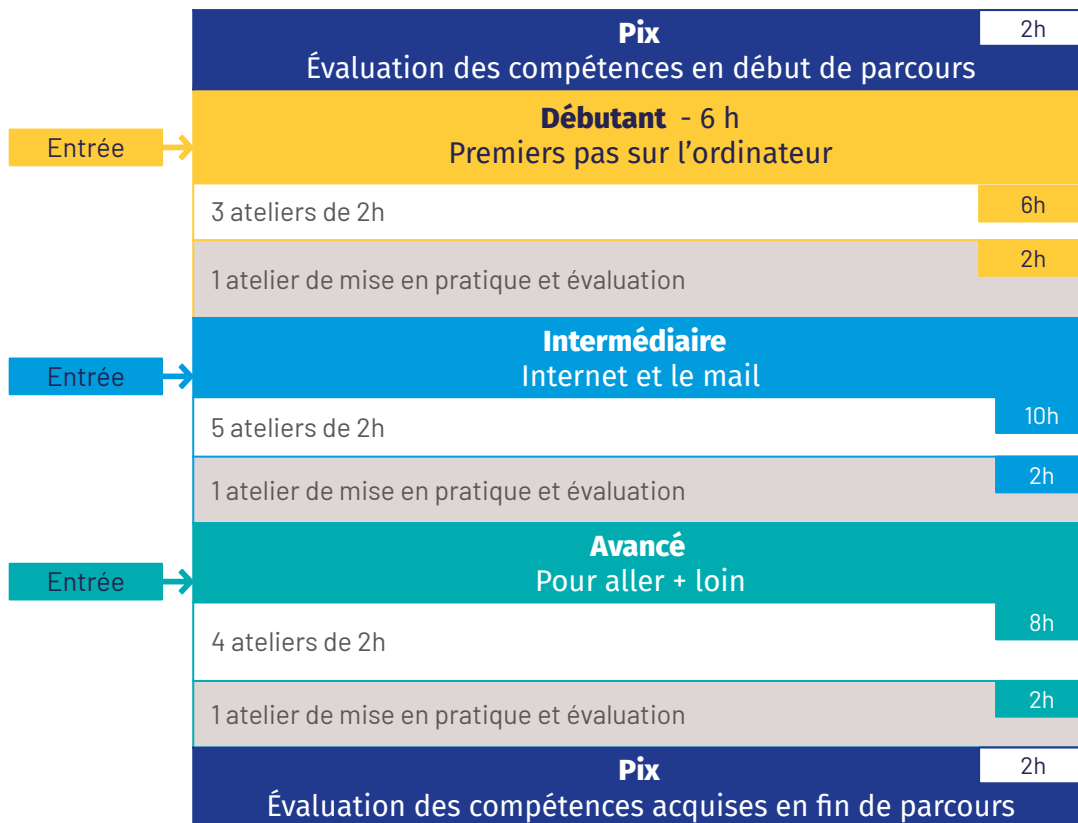 Pix
2h
Évaluation des compétences en début de parcours
Débutant - 6 h
Entrée
Premiers pas sur l'ordinateur
3 ateliers de 2h
6h
1 atelier de mise en pratique et évaluation
2h
Intermédiaire
Entrée
Internet et le mail
5 ateliers de 2h
10h
1 atelier de mise en pratique et évaluation
2h
Avancé
Entrée
Pour aller + loin
4 ateliers de 2h
8h
1 atelier de mise en pratique et évaluation
2h
Pix
2h
Évaluation des compétences acquises en fin de parcours